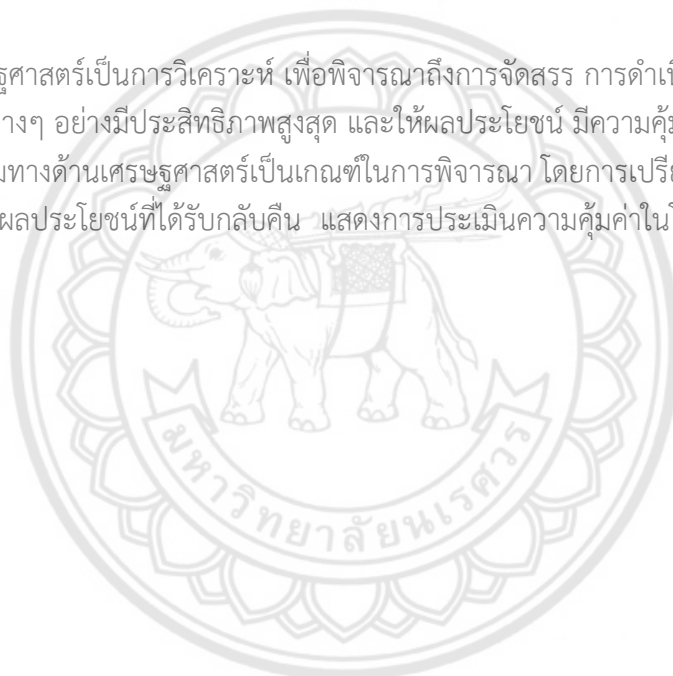 ฐศาสตร์เป็นการวิเคราะห์ เพื่อพิจารณาถึงการจัดสรร การดำเนิ
างๆ อย่างมีประสิทธิภาพสูงสุด และให้ผลประโยชน์ มีความคุ้ม
มทางด้านเศรษฐศาสตร์เป็นเกณฑ์ในการพิจารณา โดยการเปรีย
ผลประโยชน์ที่ได้รับกลับคืน แสดงการประเมินความคุ้มค่าใน
มหาวิทยาลัยนเรศวร